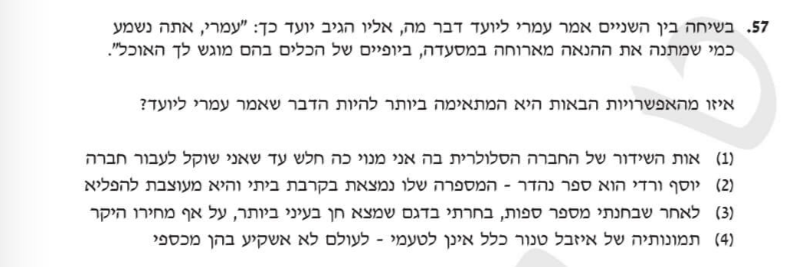 57. בשיחה בין השניים אמר עמרי ליועד דבר מה, אליו הגיב יועד כך: "עמרי, אתה נשמע
כמי שמתנה את ההנאה מארוחה במסעדה, ביופיים של הכלים בהם מוגש לך האוכל".
איזו מהאפשרויות הבאות היא המתאימה ביותר להיות הדבר שאמר עמרי ליועד?
(1) אות השידור של החברה הסלולרית בה אני מנוי כה חלש עד שאני שוקל לעבור חברה
(2) יוסף ורדי הוא ספר נהדר - המספרה שלו נמצאת בקרבת ביתי והיא מעוצבת להפליא
(3) לאחר שבחנתי מספר ספות, בחרתי בדגם שמצא חן בעיני ביותר, על אף מחירו היקר
(4) תמונותיה של איזבל טנור כלל אינן לטעמי - לעולם לא אשקיע בהן מכספי